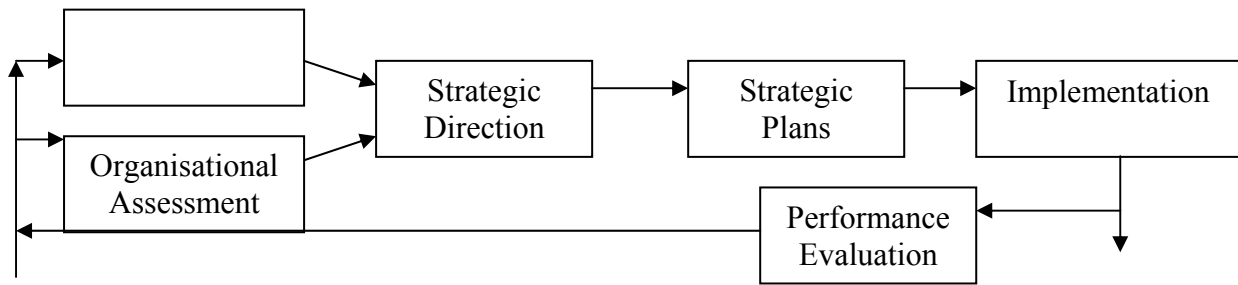 Strategic
Direction
Strategic
Plans
Implementation
Organisational
Assessment
Performance
Evaluation